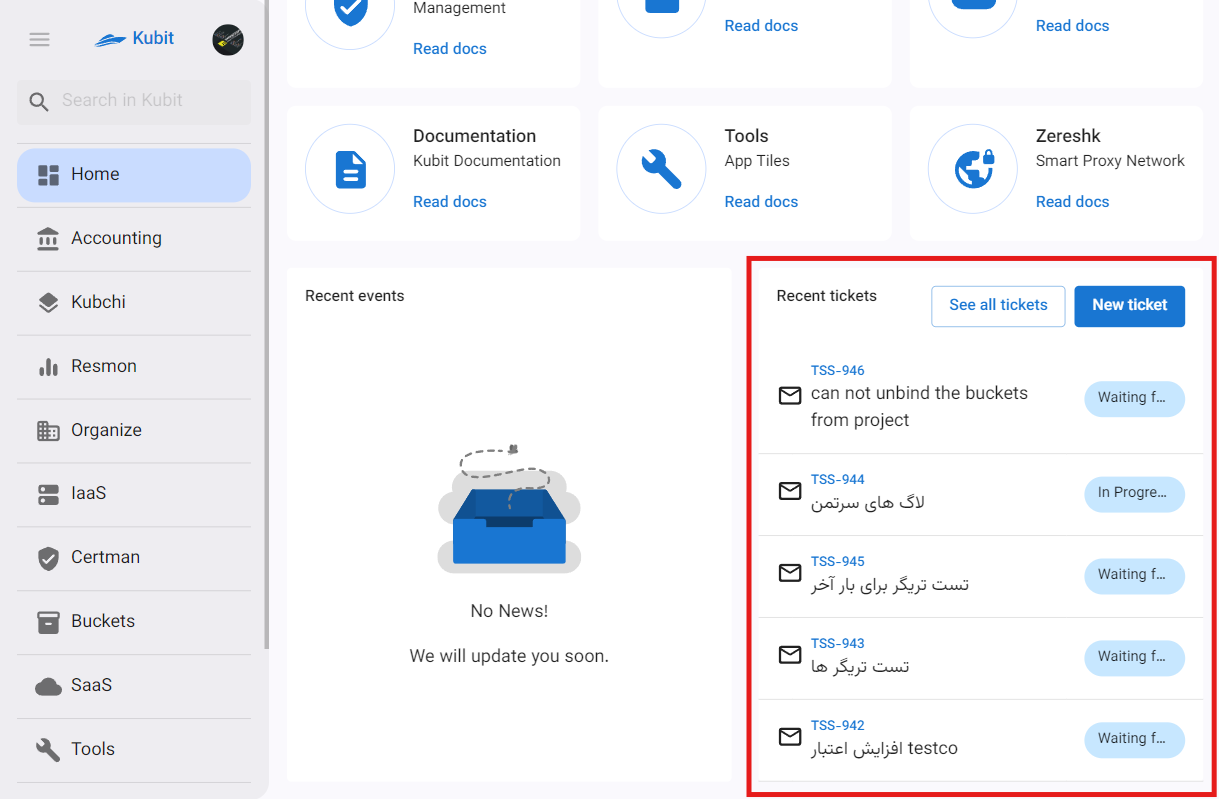 Kubit
Search in Kubit
Home
Accounting
Kubchi
Resmon
Organize
IaaS
Certman
Buckets
SaaS
Tools
Management
Read docs
Read docs
Read docs
Documentation
Kubit Documentation
Read docs
Tools
App Tiles
Read docs
Zereshk
Smart Proxy Network
Read docs
Recent events
No News!
We will update you soon.
Recent tickets
See all tickets
New ticket
TSS-946
can not unbind the buckets
from project
Waiting f...
TSS-944
لاگ های سرتمن
In Progre...
TSS-945
تست تریگر برای بار آخر
Waiting f...
TSS-943
تست تریگر ها
Waiting f...
TSS-942
افزایش اعتبار testco
Waiting f...